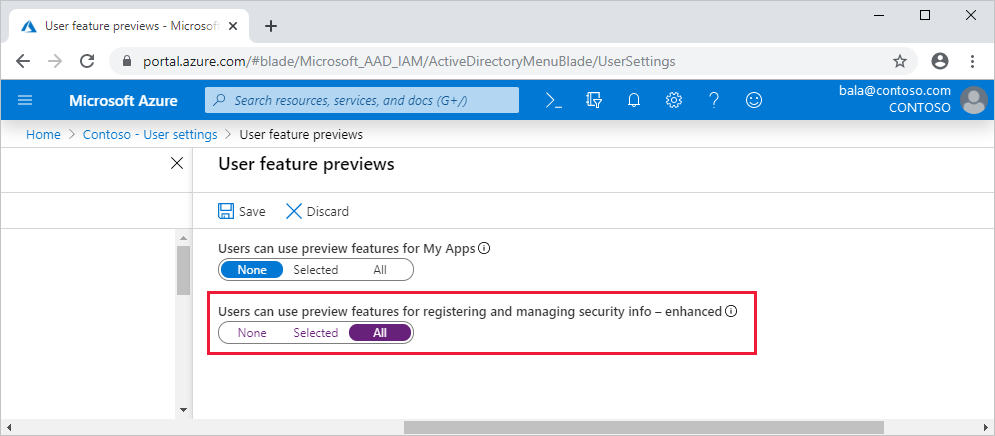 User feature previews - Microsoft
portal.azure.com/#blade/Microsoft_AAD_IAM/ActiveDirectoryMenuBlade/UserSettings
Microsoft Azure
Search resources, services, and docs (G+/)
bala@contoso.com
CONTOSO
Home > Contoso - User settings > User feature previews
User feature previews
Save Discard
Users can use preview features for My Apps
None Selected All
Users can use preview features for registering and managing security info – enhanced
None Selected All